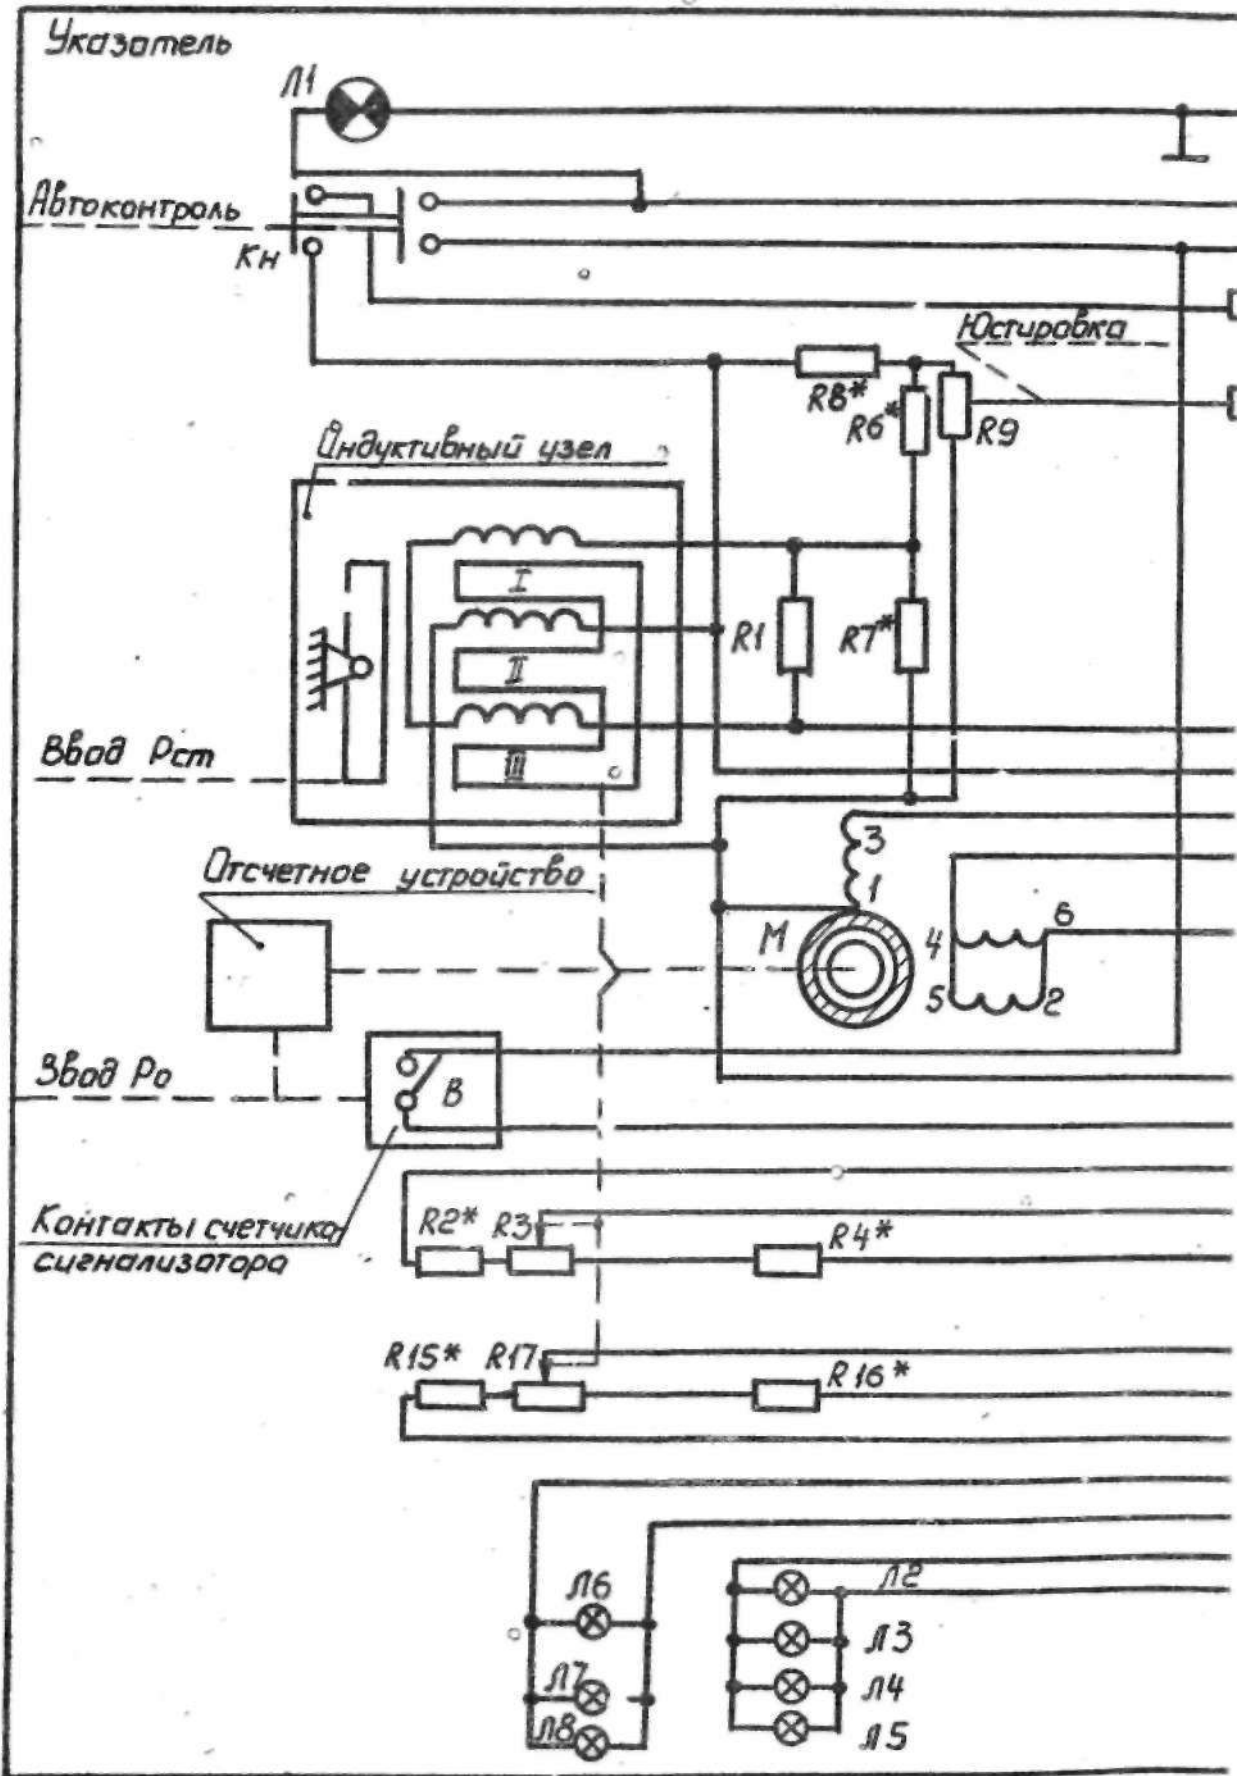 Указатель
Л1
Автоконтроль
Кн
Юстировка
R8*
R6*
R9
Индуктивный узел
I
R1
R7*
II
Ввод Рст
III
3
Отсчетное устройство
1
М
6
4
5
2
Ввод Ро
В
Контакты счетчика
сигнализатора
R2*
R3
R4*
R15*
R17
R16*
Л6
Л2
Л3
Л7
Л4
Л8
Л5